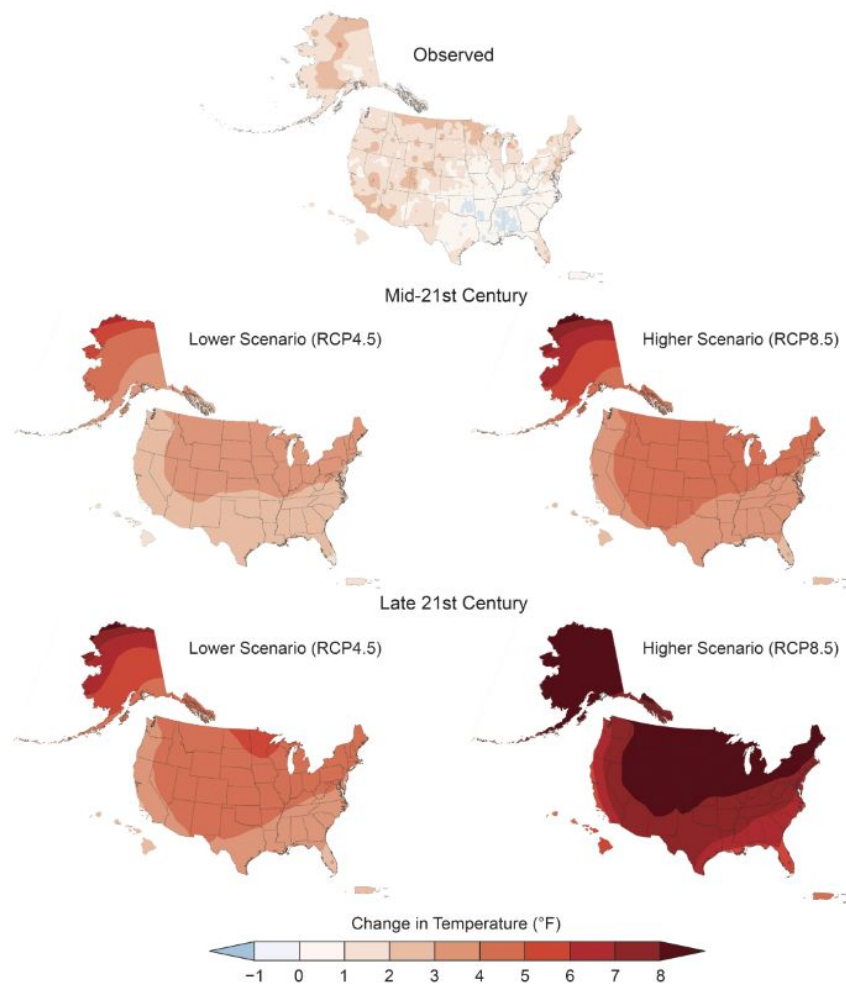 Observed
Mid-21st Century
Lower Scenario (RCP4.5)
Higher Scenario (RCP8.5)
Late 21st Century
Lower Scenario (RCP4.5)
Higher Scenario (RCP8.5)
Change in Temperature (°F)
−1 0 1 2 3 4 5 6 7 8